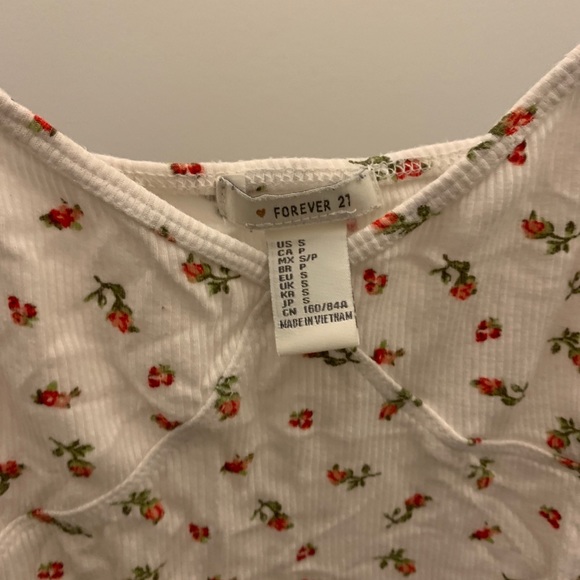 FOREVER 21
US S
CA P
MX S/P
BR P
EU S
UK S
KR S
JP S
CN 160/84A
MADE IN VIETNAM